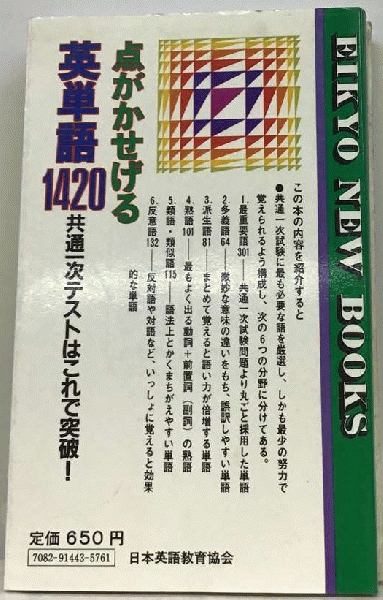 EIKYO NEW BOOKS
この本の内容を紹介すると
●共通一次試験に最も必要な語を厳選し、しかも最少の努力で
覚えられるよう構成し、次の6つの分野に分けてある。
1.最重要語301――共通一次試験問題より丸ごと採用した単語
2.多義語64――微妙な意味の違いをもち、誤訳しやすい単語
3.派生語81――まとめて覚えると語い力が倍増する単語
4.熟語101――最もよく出る動詞+前置詞(副詞)の熟語
5.類語・類似語115――語法上とかくまちがえやすい単語
6.反意語132――反対語や対語など、いっしょに覚えると効果
的な単語
点がかせげる
英単語1420
共通一次テストはこれで突破!
定価 650円
7082-91443-5761
日本英語教育協会